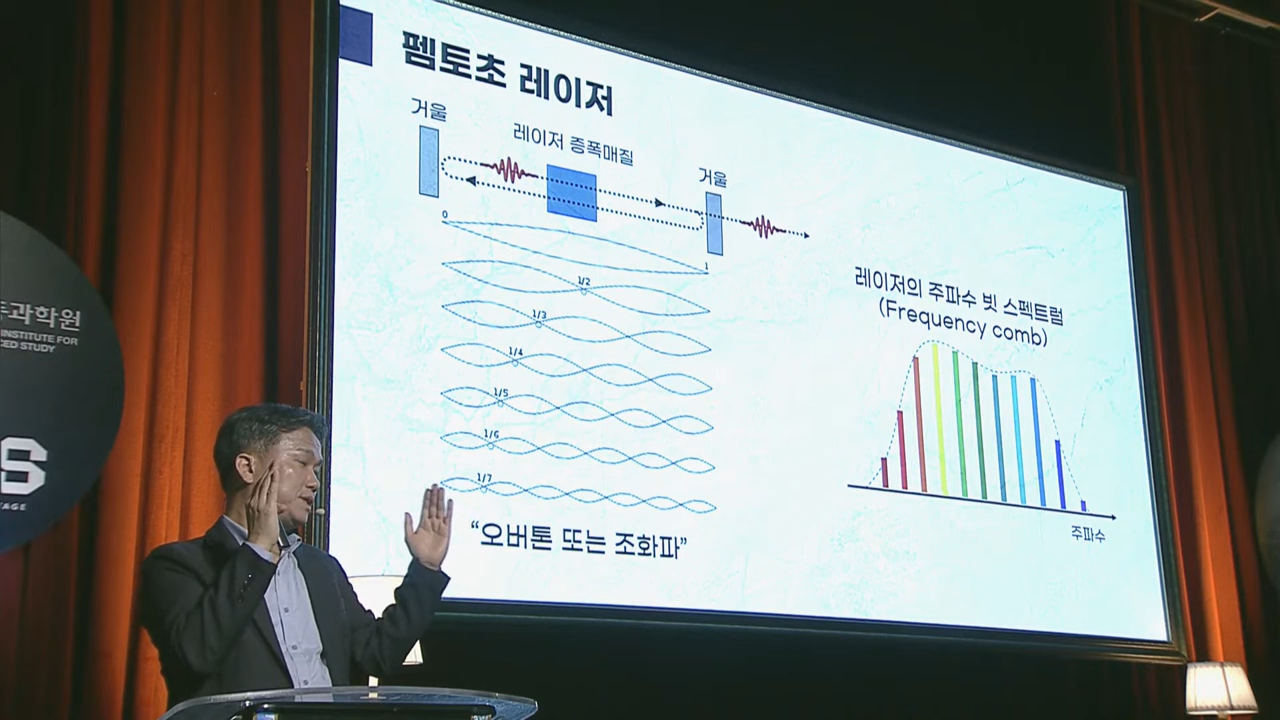 펨토초 레이저
거울
레이저 증폭매질
거울
0
1
1/2
1/3
1/4
1/5
1/6
1/7
“오버톤 또는 조화파”
레이저의 주파수 빗 스펙트럼
(Frequency comb)
주파수
과학원
INSTITUTE FOR
CED STUDY
S
AGE